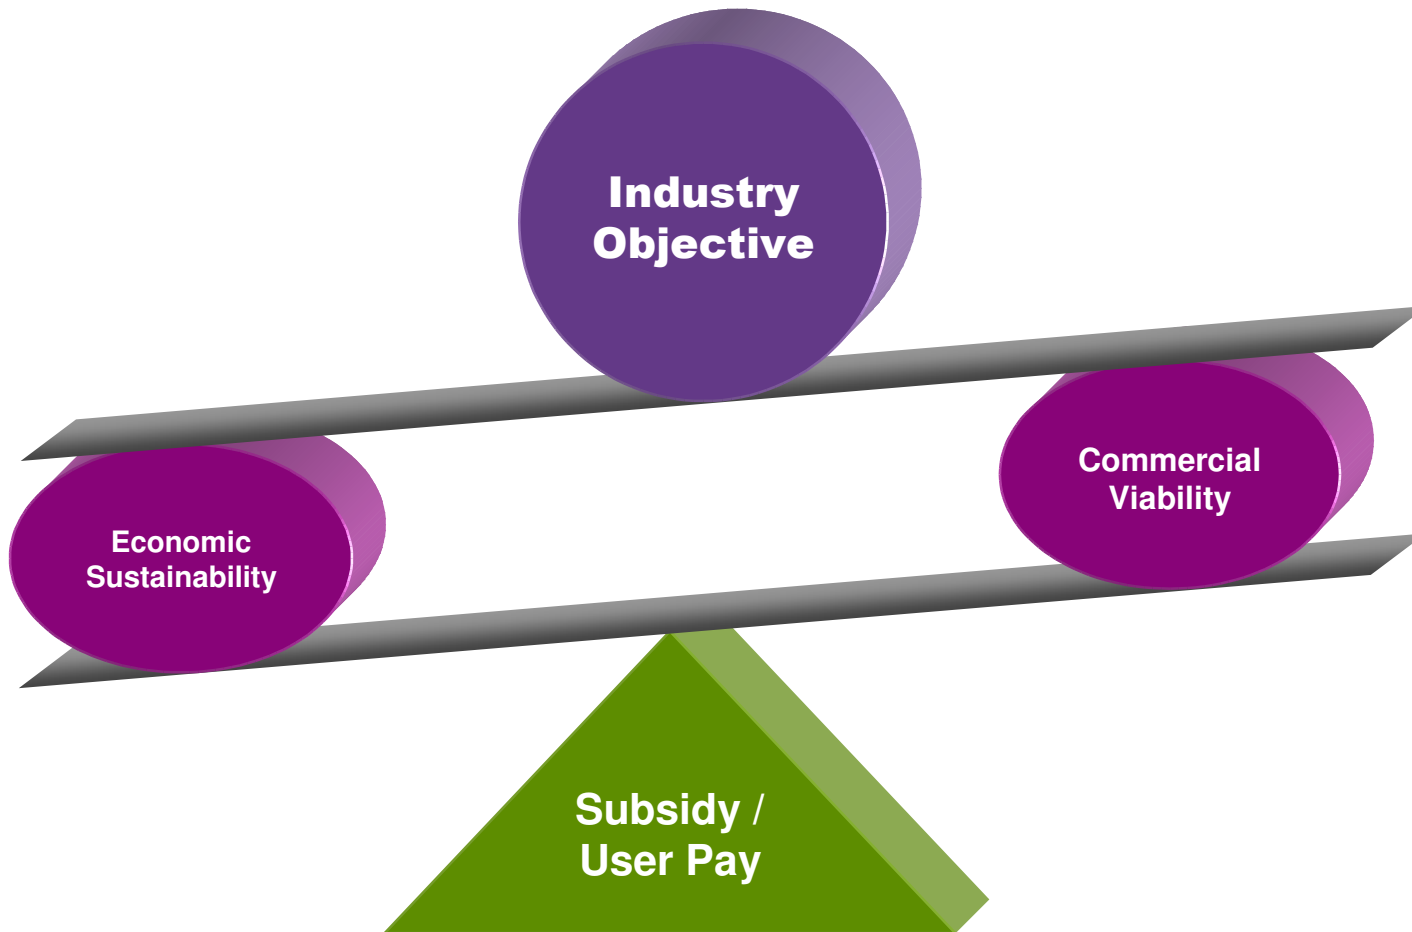 Industry
Objective
Commercial
Viability
Economic
Sustainability
Subsidy /
User Pay